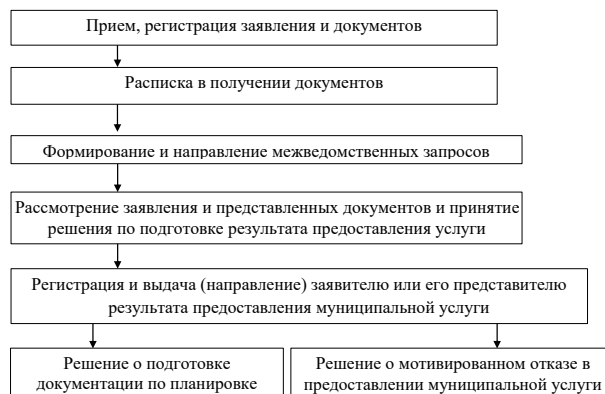 Прием, регистрация заявления и документов
Расписка в получении документов
Формирование и направление межведомственных запросов
Рассмотрение заявления и представленных документов и принятие
решения по подготовке результата предоставления услуги
Регистрация и выдача (направление) заявителю или его представителю
результата предоставления муниципальной услуги
Решение о подготовке
документации по планировке
Решение о мотивированном отказе в
предоставлении муниципальной услуги